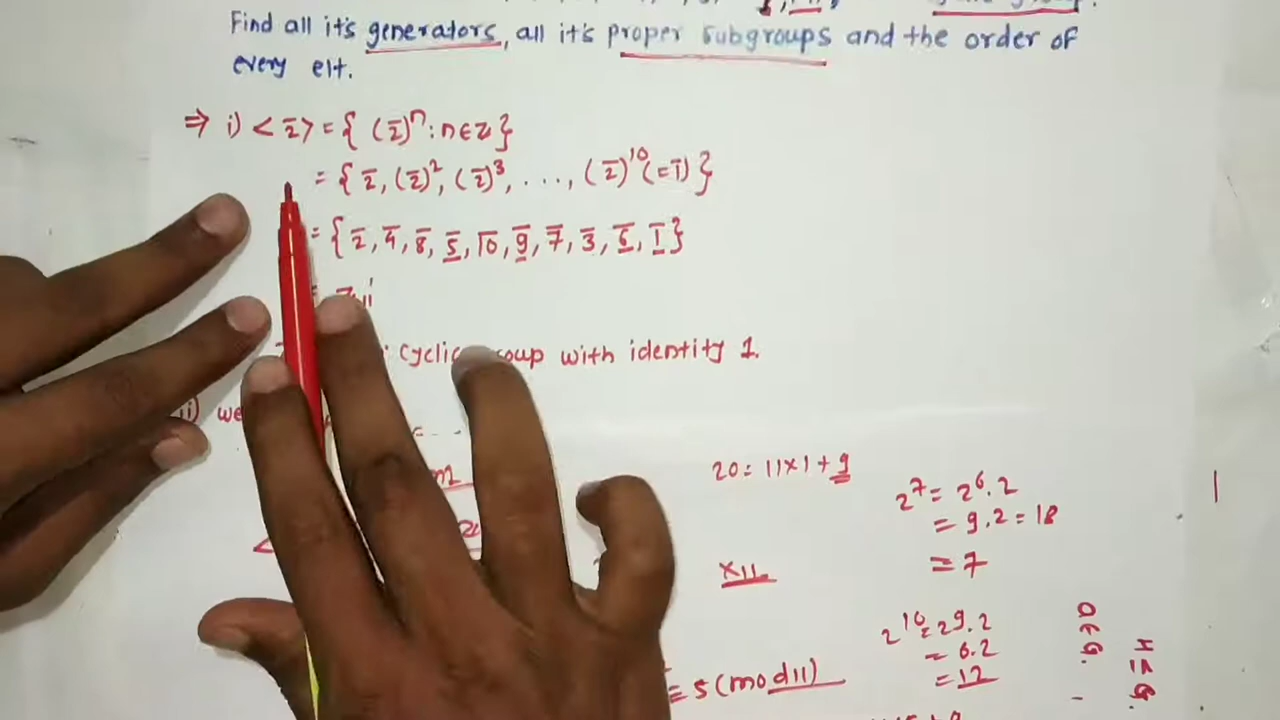 Find all it's generators, all it's proper subgroups and the order of
every elt.
⇒ i) < 2̄ > = { (2̄)ⁿ : n ∈ Z }
= { 2̄, (2̄)², (2̄)³, ...., (2̄)¹⁰ (=1̄) }
= { 2̄, 4̄, 8̄, 5̄, 10̄, 9̄, 7̄, 3̄, 6̄, 1̄ }
cyclic group with identity 1.
ii) we
20 = 11×1 + 9
2⁷ = 2⁶.2
= 9.2 = 18
= 7
×11
2¹⁰ = 29.2
= 6.2
= 12
≡ 5 (mod 11)
a ∈ G.
H ≤ G.